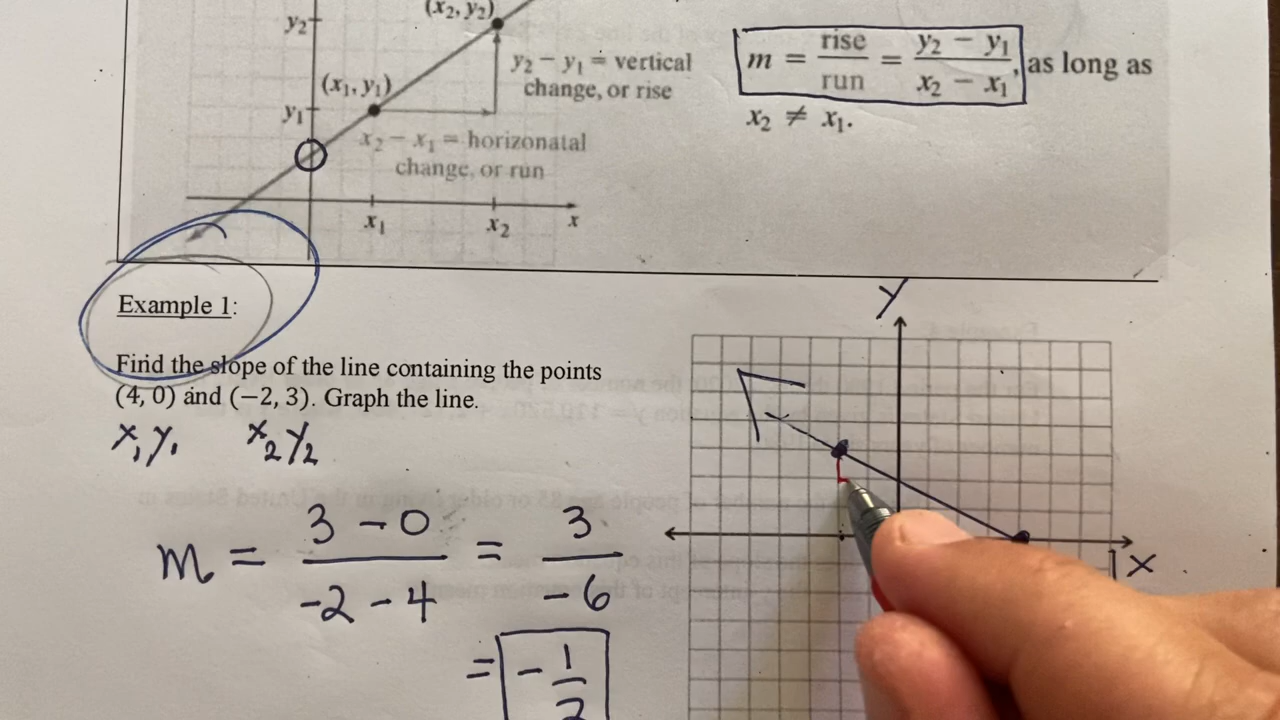 y₂
(x₂, y₂)
(x₁, y₁)
y₁
y₂ − y₁ = vertical
change, or rise
x₂ − x₁ = horizonatal
change, or run
x₁
x₂
x
m = rise/run = (y₂ − y₁)/(x₂ − x₁), as long as
x₂ ≠ x₁.
Example 1:
Find the slope of the line containing the points
(4, 0) and (−2, 3). Graph the line.
x₁ y₁ x₂ y₂
m = (3 − 0)/(-2 - 4) = 3/-6
= -1/2
y
x